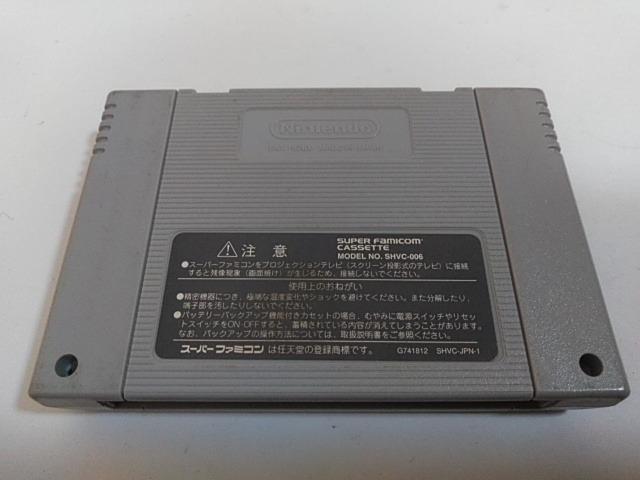 Nintendo
⚠注意
SUPER FAMICOM
CASSETTE
MODEL NO. SHVC-006
●スーパーファミコンをプロジェクションテレビ(スクリーン投影式のテレビ)に接続
すると残像現象(画面焼け)が生じるため、接続しないでください。
使用上のおねがい
●精密機器につき、極端な温度変化やショックを避けてください。また分解したり、
端子部を汚したりしないでください。
●バッテリーバックアップ機能付きカセットの場合、むやみに電源スイッチやリセッ
トスイッチをON-OFFすると、蓄積されている内容が消えてしまうことがあります。
なお、バックアップの操作方法については、取扱説明書をご参照ください。
スーパーファミコンは任天堂の登録商標です。
G741812 SHVC-JPN-1